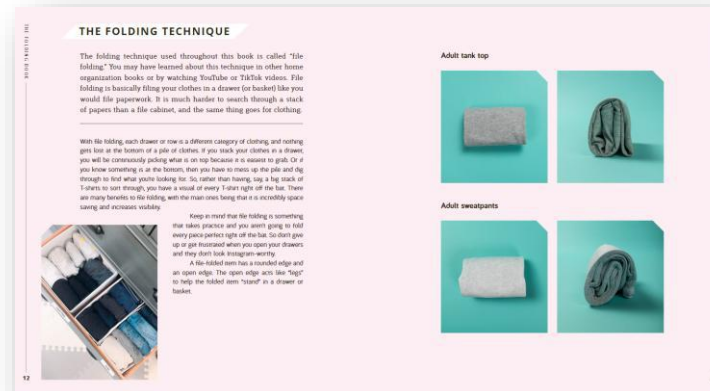 THE FOLDING GUIDE
THE FOLDING TECHNIQUE
The folding technique used throughout this book is called “file
folding.” You may have learned about this technique in other home
organization books or by watching YouTube or TikTok videos. File
folding is basically filing your clothes in a drawer (or basket) like you
would file paperwork. It is much harder to search through a stack
of papers than a file cabinet, and the same thing goes for clothing.
With file folding, each drawer or row is a different category of clothing, and nothing
gets lost at the bottom of a pile of clothes. If you stack your clothes in a drawer,
you will be continuously picking what is on top because it is easiest to grab. Or if
you know something is at the bottom, then you have to mess up the pile and dig
through to find what you’re looking for. So, rather than having, say, a big stack of
T-shirts to sort through, you have a visual of every T-shirt right off the bat. There
are many benefits to file folding, with the main ones being that it is incredibly space
saving and increases visibility.
Keep in mind that file folding is something
that takes practice and you aren’t going to fold
every piece perfect right off the bat. So don’t give
up or get frustrated when you open your drawers
and they don’t look Instagram-worthy.
A file-folded item has a rounded edge and
an open edge. The open edge acts like “legs”
to help the folded item “stand” in a drawer or
basket.
12
Adult tank top
Adult sweatpants